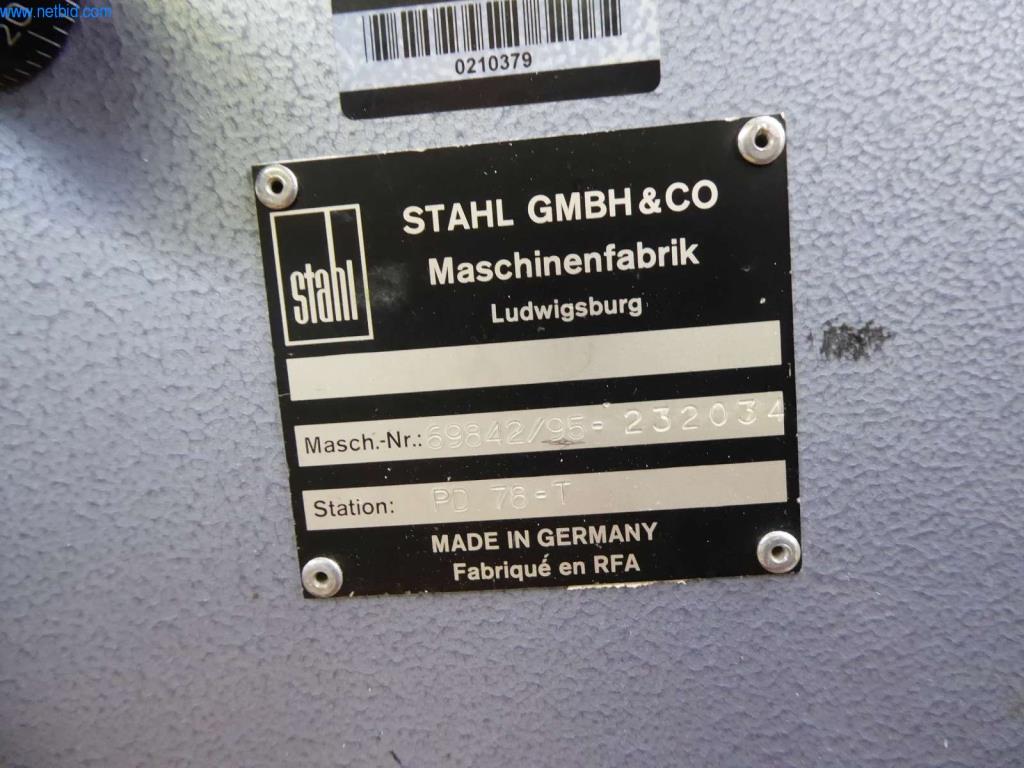 www.netbid.com
20
0210379
stahl
STAHL GMBH & CO
Maschinenfabrik
Ludwigsburg
Masch.-Nr.: 69842/95-232034
Station: PD 78-T
MADE IN GERMANY
Fabriqué en RFA